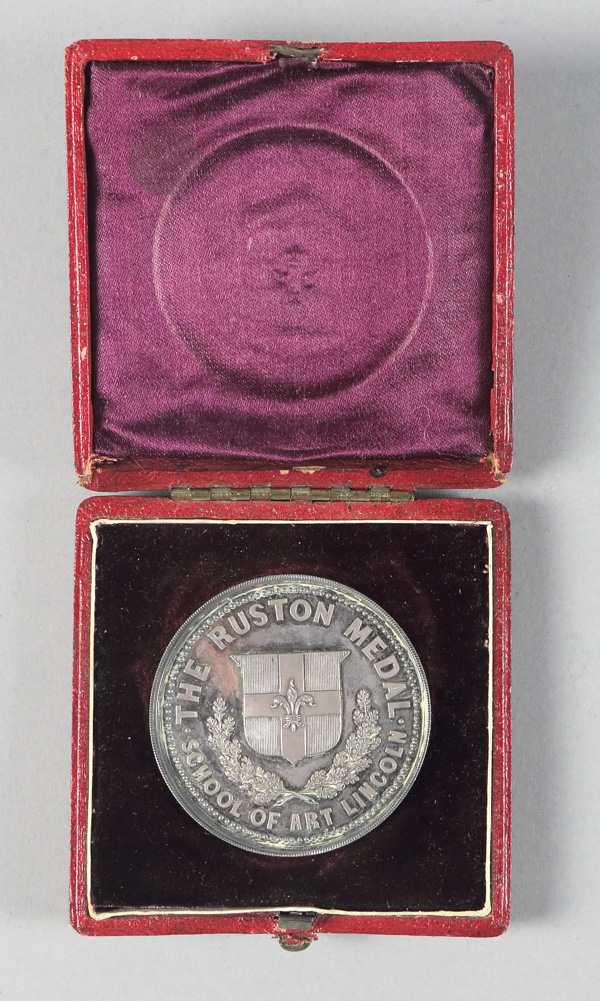 THE RUSTON MEDAL
SCHOOL OF ART LINCOLN